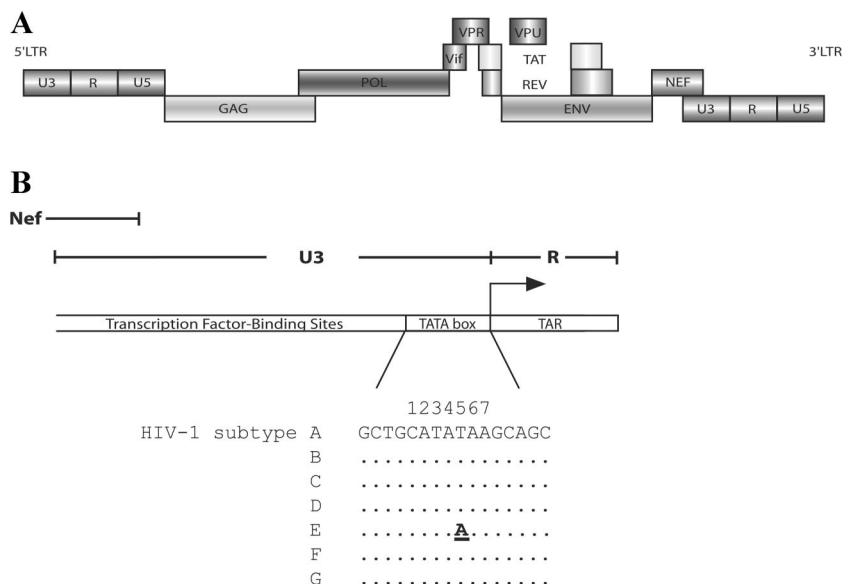 A
5'LTR
3'LTR
VPR
VPU
Vif
TAT
U3 R U5
POL
REV
NEF
GAG
ENV
U3 R U5
B
Nef
U3 R
Transcription Factor-Binding Sites TATA box TAR
1234567
HIV-1 subtype A GCTGCATATAAGCAGC
B ................
C ................
D ................
E ........A.......
F ................
G ................